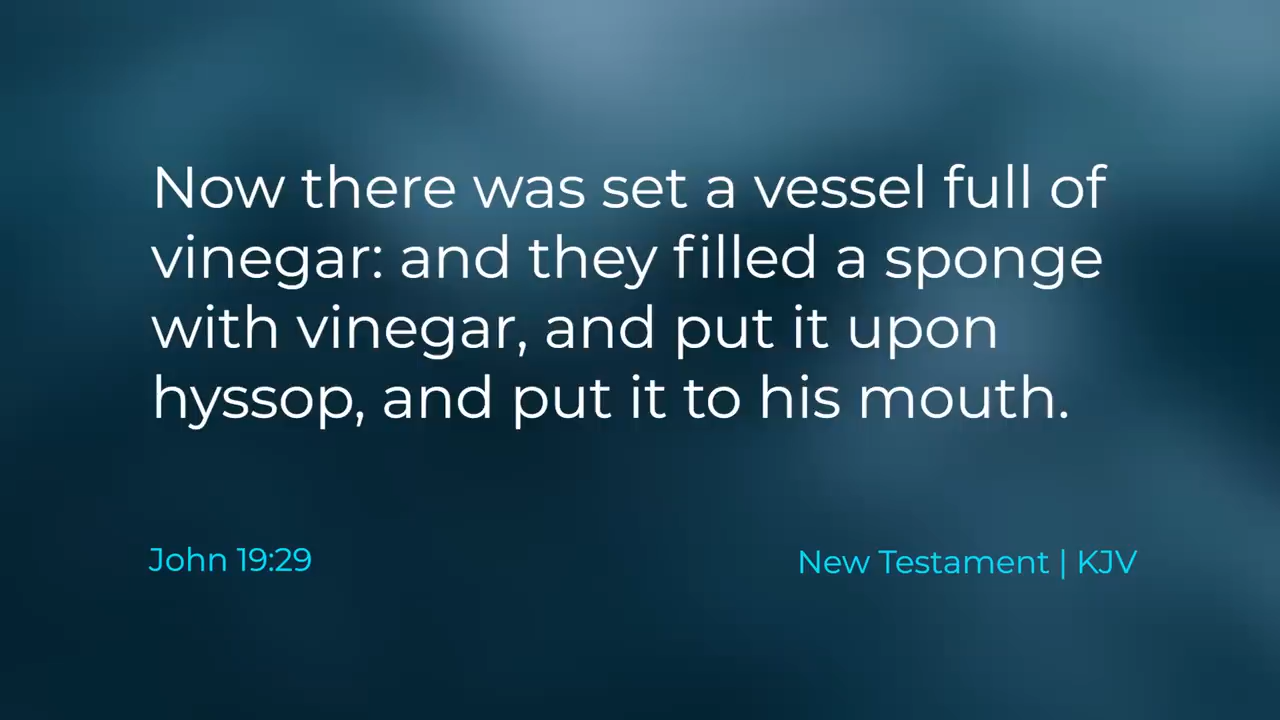 Now there was set a vessel full of
vinegar: and they filled a sponge
with vinegar, and put it upon
hyssop, and put it to his mouth.
John 19:29
New Testament | KJV